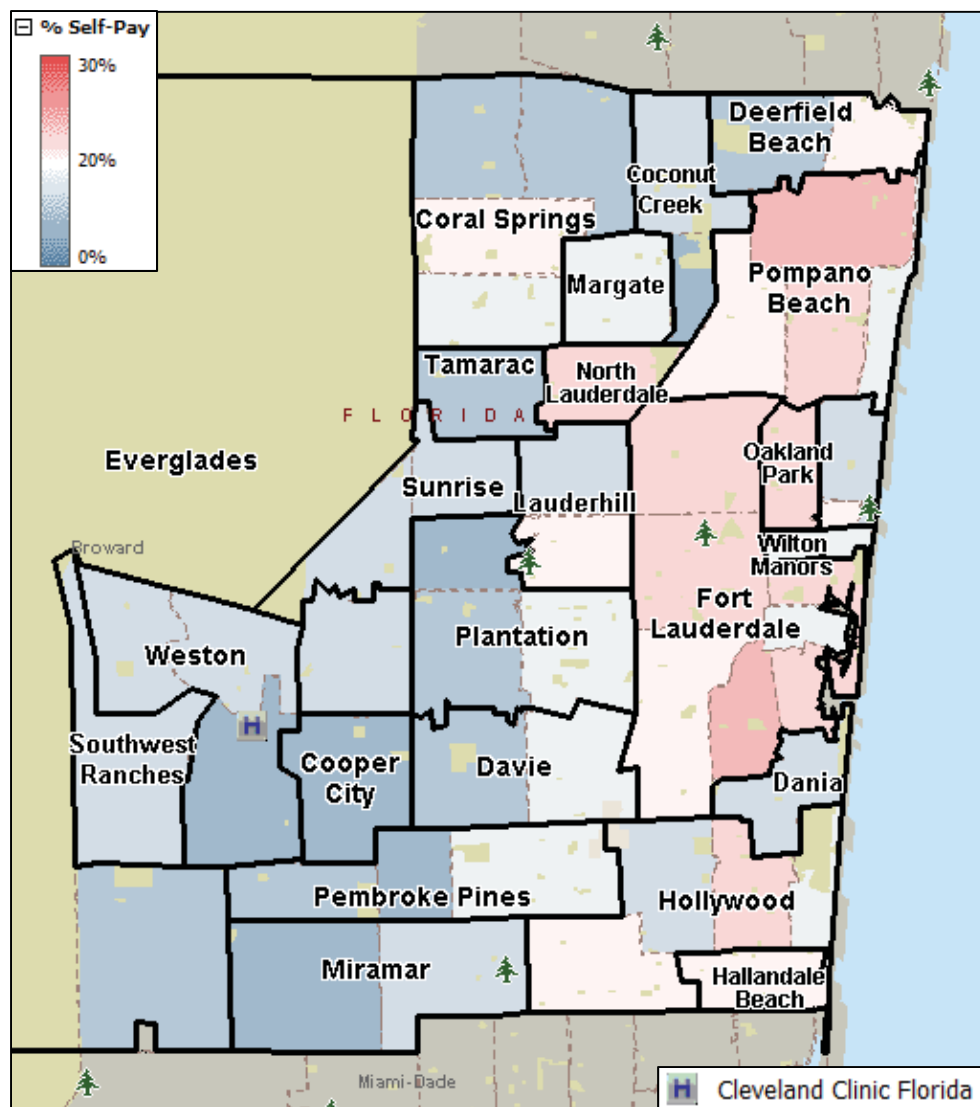 % Self-Pay
30%
20%
0%
Deerfield
Beach
Coconut
Creek
Coral Springs
Margate
Pompano
Beach
Tamarac
North
Lauderdale
FLORIDA
Oakland
Park
Everglades
Sunrise
Lauderhill
Broward
Wilton
Manors
Fort
Lauderdale
Plantation
Weston
H
Southwest
Ranches
Cooper
City
Davie
Dania
Pembroke Pines
Hollywood
Miramar
Hallandale
Beach
Miami-Dade
H Cleveland Clinic Florida